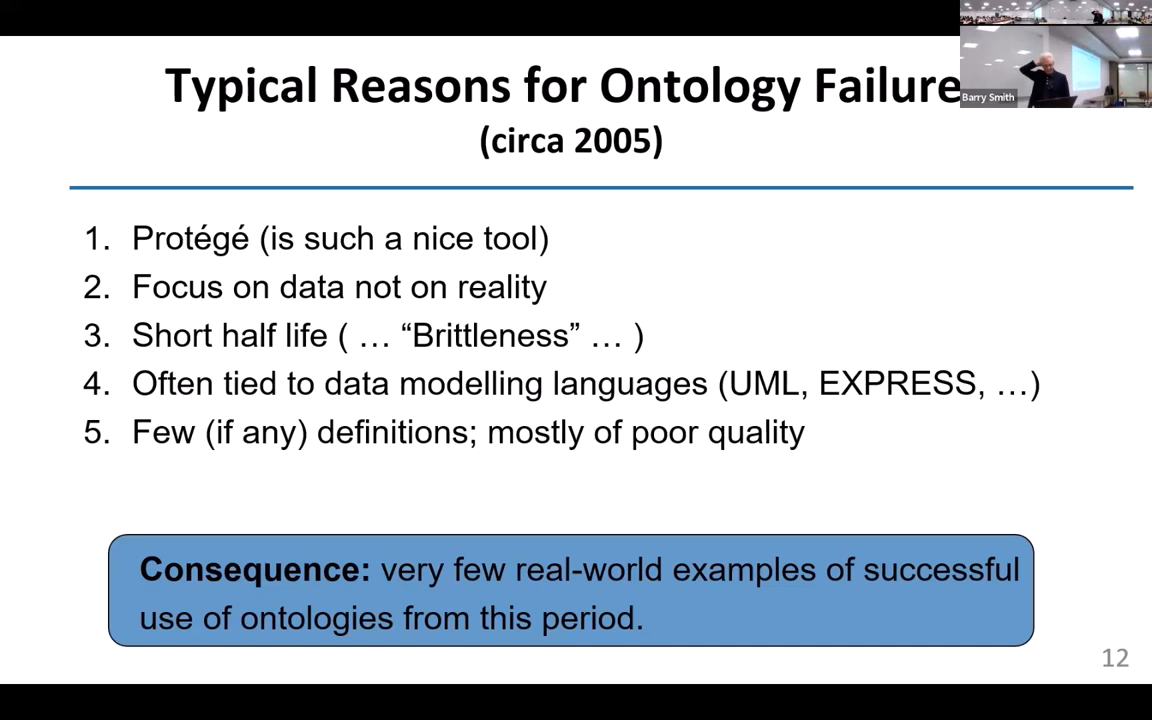 Typical Reasons for Ontology Failure
(circa 2005)
Barry Smith
1. Protégé (is such a nice tool)
2. Focus on data not on reality
3. Short half life ( … “Brittleness” … )
4. Often tied to data modelling languages (UML, EXPRESS, …)
5. Few (if any) definitions; mostly of poor quality
Consequence: very few real-world examples of successful
use of ontologies from this period.
12